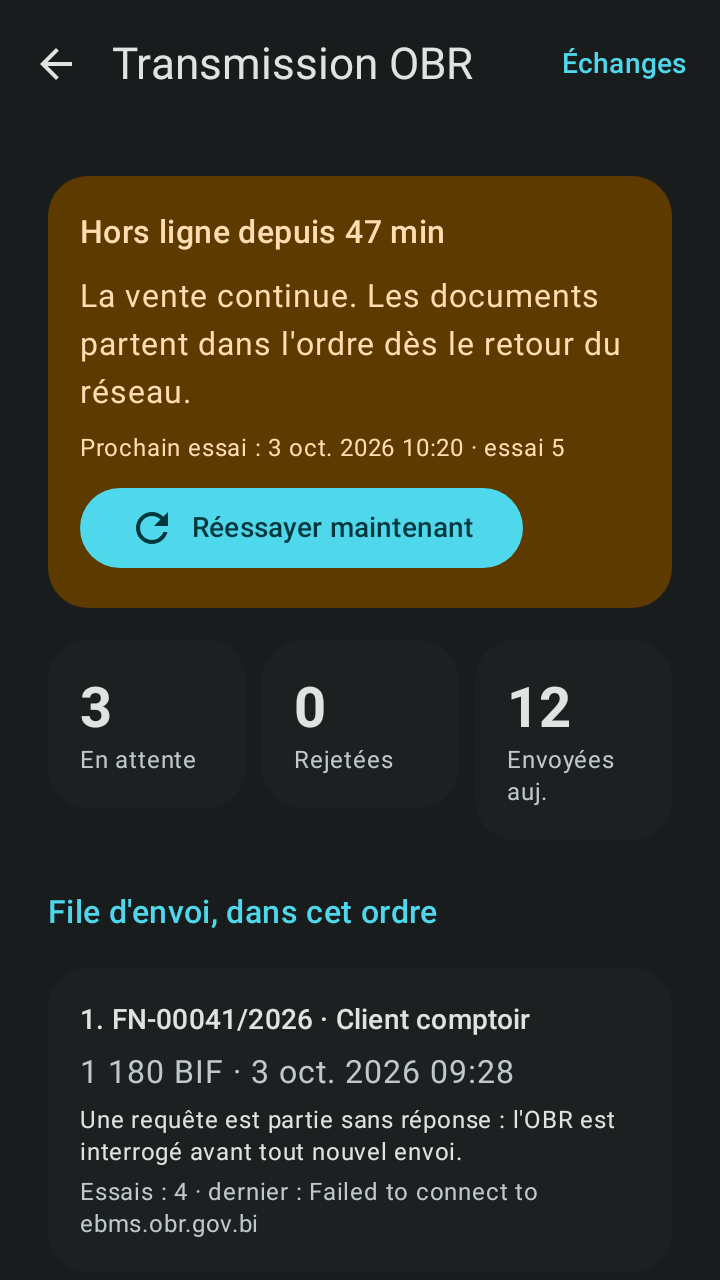 Transmission OBR
Échanges
Hors ligne depuis 47 min
La vente continue. Les documents
partent dans l'ordre dès le retour du
réseau.
Prochain essai : 3 oct. 2026 10:20 · essai 5
Réessayer maintenant
3
En attente
0
Rejetées
12
Envoyées
auj.
File d'envoi, dans cet ordre
1. FN-00041/2026 · Client comptoir
1 180 BIF · 3 oct. 2026 09:28
Une requête est partie sans réponse : l'OBR est
interrogé avant tout nouvel envoi.
Essais : 4 · dernier : Failed to connect to
ebms.obr.gov.bi